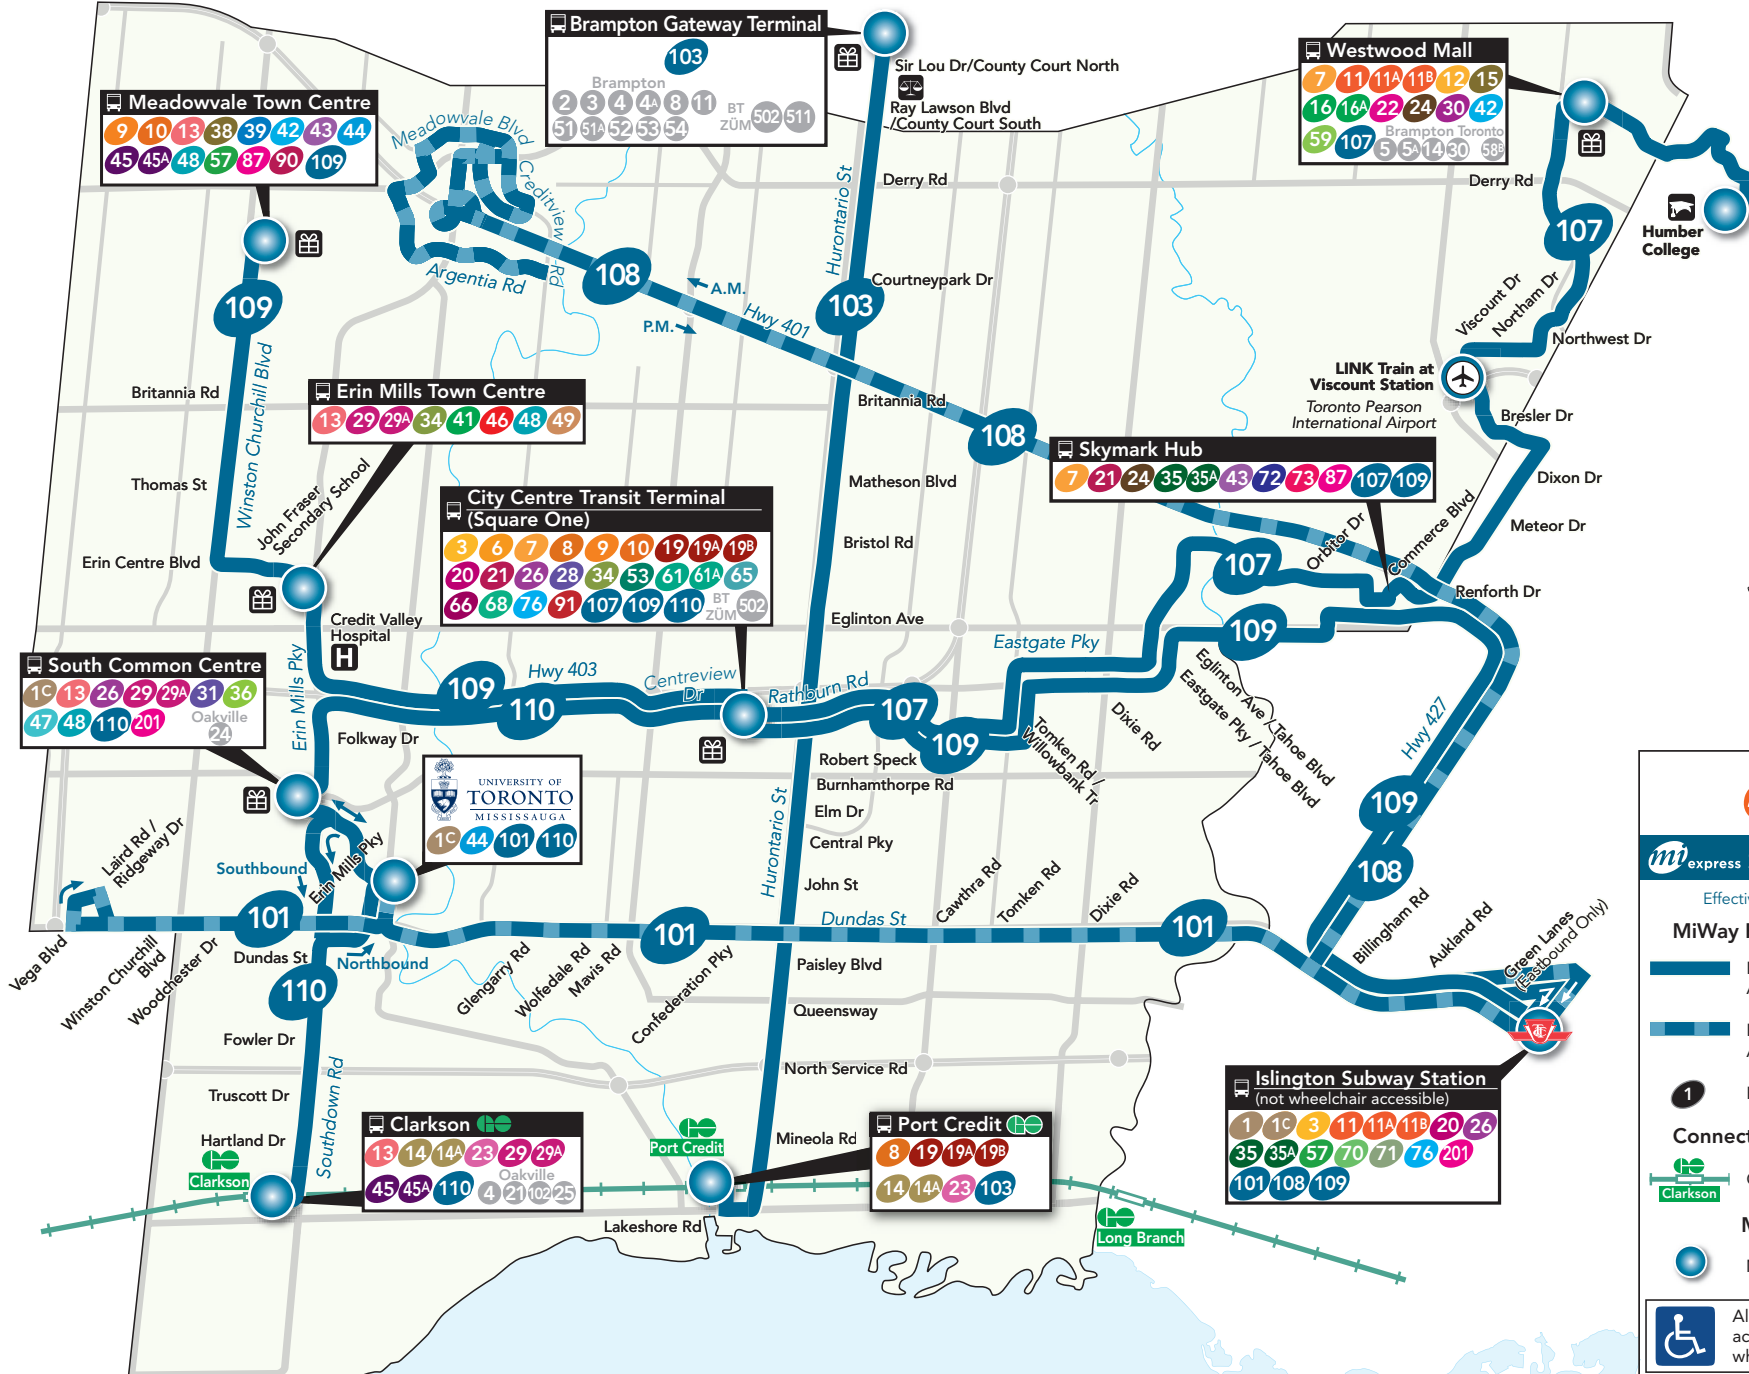 Brampton Gateway Terminal
103
Brampton
2 3 4 4A 8 11
51 51A 52 53 54
BT
ZÜM
502 511
Sir Lou Dr/County Court North
Ray Lawson Blvd
/County Court South
Westwood Mall
7 11 11A 11B 12 15
16 16A 22 24 30 42
59 107
Brampton Toronto
5 5A 14 30 58B
Meadowvale Town Centre
9 10 13 38 39 42 43 44
45 45A 48 57 87 90 109
Meadowvale Blvd
Creditview Rd
Argentia Rd
Derry Rd
Derry Rd
Hurontario St
107
Humber
College
109
108
A.M.
P.M.
Hwy 401
103
Courtneypark Dr
Viscount Dr
Northam Dr
Northwest Dr
LINK Train at
Viscount Station
Toronto Pearson
International Airport
Bresler Dr
Winston Churchill Blvd
Britannia Rd
Britannia Rd
Erin Mills Town Centre
13 29 29A 34 41 46 48 49
108
Skymark Hub
7 21 24 35 35A 43 72 73 87 107 109
Dixon Dr
Thomas St
John Fraser
Secondary School
Matheson Blvd
City Centre Transit Terminal
(Square One)
3 6 7 8 9 10 19 19A 19B
20 21 26 28 34 53 61 61A 65
66 68 76 91 107 109 110
BT
ZÜM
502
Bristol Rd
Orbitor Dr
Commerce Blvd
Meteor Dr
Erin Centre Blvd
107
Renforth Dr
Credit Valley
Hospital
H
Eglinton Ave
109
Eastgate Pky
South Common Centre
1C 13 26 29 29A 31 36
47 48 110 201
Oakville
24
Erin Mills Pky
109
110
Hwy 403
Centreview
Dr
Rathburn Rd
107
109
Eglinton Ave / Tahoe Blvd
Eastgate Pky / Tahoe Blvd
Dixie Rd
Tomken Rd /
Willowbank Tr
Hwy 427
Folkway Dr
Robert Speck
Burnhamthorpe Rd
UNIVERSITY OF
TORONTO
MISSISSAUGA
1C 44 101 110
Elm Dr
Central Pky
109
Hurontario St
Laird Rd /
Ridgeway Dr
Southbound
Erin Mills Pky
John St
108
mi express
Effectiv
MiWay
Cawthra Rd
Tomken Rd
Dixie Rd
101
101
Dundas St
101
Billingham Rd
Aukland Rd
Green Lanes
(Eastbound Only)
Vega Blvd
Winston Churchill
Blvd
Woodchester Dr
Dundas St
Northbound
Glengarry Rd
Wolfedale Rd
Mavis Rd
Confederation Pky
Paisley Blvd
110
Queensway
Fowler Dr
TTC
North Service Rd
Islington Subway Station
(not wheelchair accessible)
1 1C 3 11 11A 11B 20 26
35 35A 57 70 71 76 201
101 108 109
1
Connect
Truscott Dr
Southdown Rd
Hartland Dr
Clarkson
Clarkson
13 14 14A 23 29 29A
45 45A 110
Oakville
4 21 102 25
Port Credit
Mineola Rd
Port Credit
8 19 19A 19B
14 14A 23 103
Clarkson
Lakeshore Rd
Long Branch
Al
ac
wh